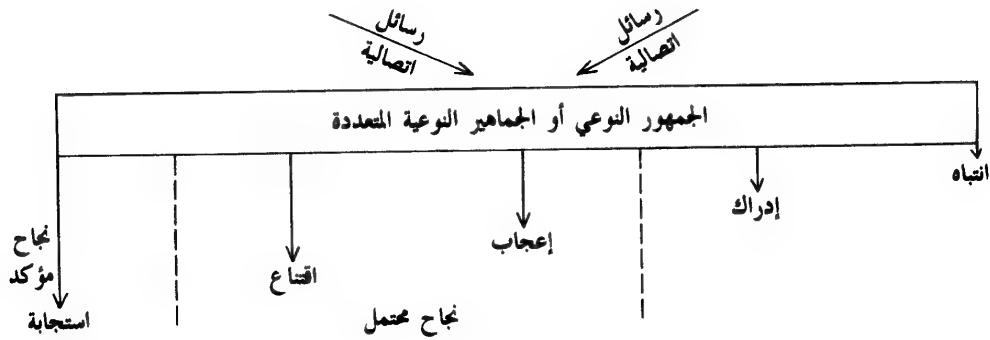 رسائل
اتصالية
رسائل
اتصالية
الجمهور النوعي أو الجماهير النوعية المتعددة
انتباه
إدراك
إعجاب
اقتناع
نجاح
مؤكد
استجابة
نجاح محتمل